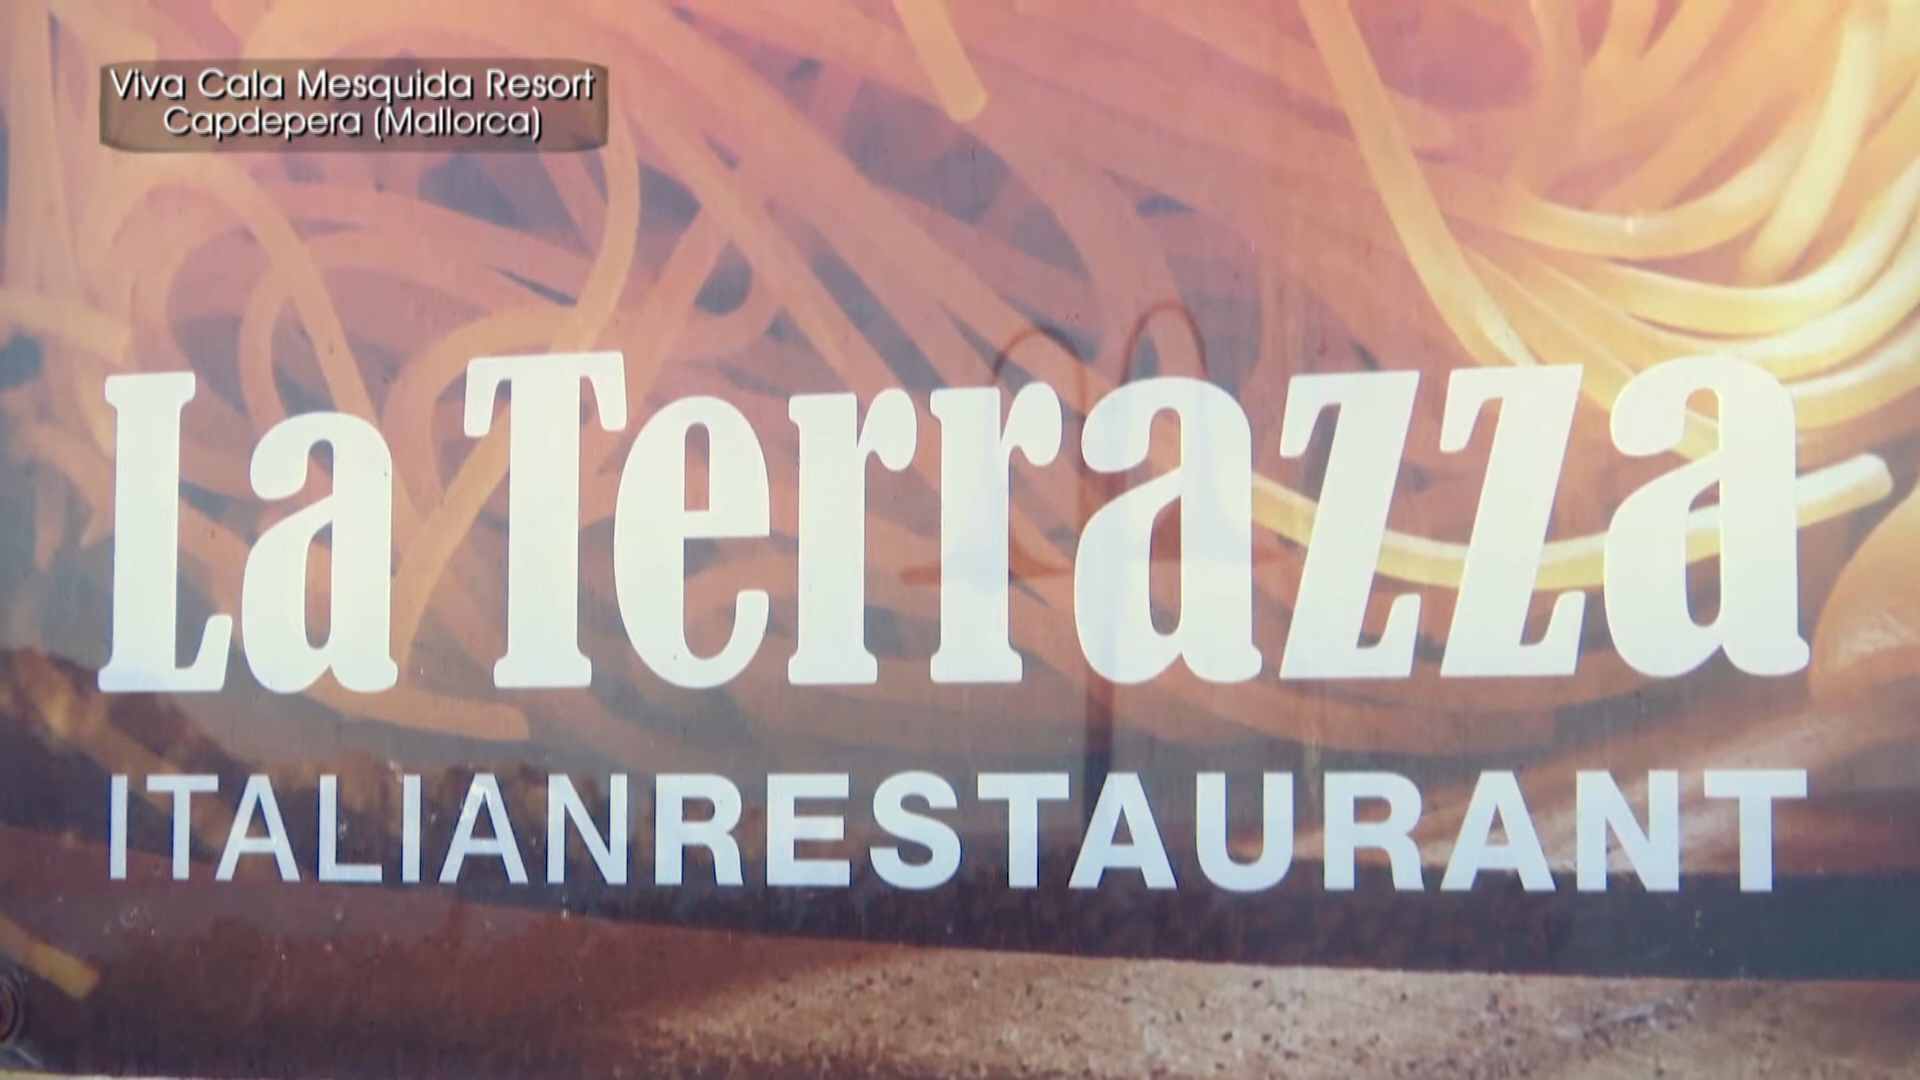 Viva Cala Mesquida Resort
Capdepera (Mallorca)
La Terrazza
ITALIANRESTAURANT